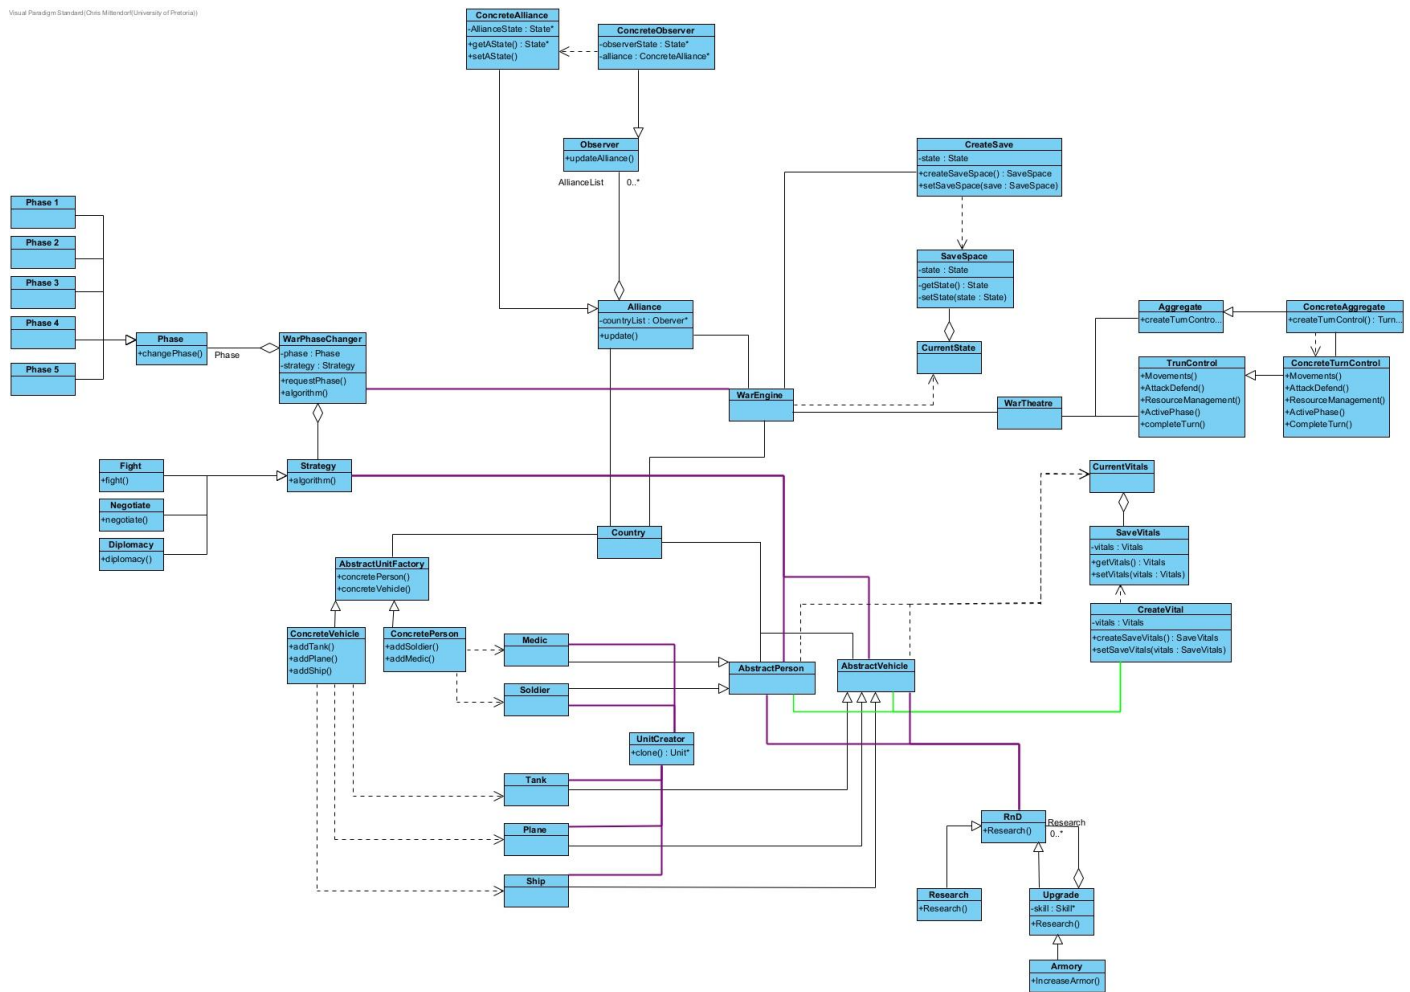 Visual Paradigm Standard(Chris Mittendorf(University of Pretoria))
ConcreteAlliance
-AllianceState : State*
+getAState() : State*
+setAState()
ConcreteObserver
-observerState : State*
-alliance : ConcreteAlliance*
Observer
+updateAlliance()
AllianceList
0..*
CreateSave
-state : State
+createSaveSpace() : SaveSpace
+setSaveSpace(save : SaveSpace)
Phase 1
Phase 2
Phase 3
Phase 4
Phase 5
Phase
+changePhase()
Phase
WarPhaseChanger
-phase : Phase
-strategy : Strategy
+requestPhase()
+algorithm()
Alliance
-countryList : Oberver*
+update()
SaveSpace
-state : State
-getState() : State
-setState(state : State)
CurrentState
Aggregate
+createTurnContro...
ConcreteAggregate
+createTurnControl() : Turn...
TrunControl
+Movements()
+AttackDefend()
+ResourceManagement()
+ActivePhase()
+completeTurn()
ConcreteTurnControl
+Movements()
+AttackDefend()
+ResourceManagement()
+ActivePhase()
+CompleteTurn()
WarEngine
WarTheatre
Fight
+fight()
Negotiate
+negotiate()
Diplomacy
+diplomacy()
Strategy
+algorithm()
CurrentVitals
Country
SaveVitals
-vitals : Vitals
+getVitals() : Vitals
+setVitals(vitals : Vitals)
AbstractUnitFactory
+concretePerson()
+concreteVehicle()
CreateVital
-vitals : Vitals
+createSaveVitals() : SaveVitals
+setSaveVitals(vitals : SaveVitals)
ConcreteVehicle
+addTank()
+addPlane()
+addShip()
ConcretePerson
+addSoldier()
+addMedic()
Medic
Soldier
AbstractPerson
AbstractVehicle
UnitCreator
+clone() : Unit*
Tank
Plane
Ship
RnD
+Research()
Research
0..*
Research
+Research()
Upgrade
-skill : Skill*
+Research()
Armory
+IncreaseArmor()